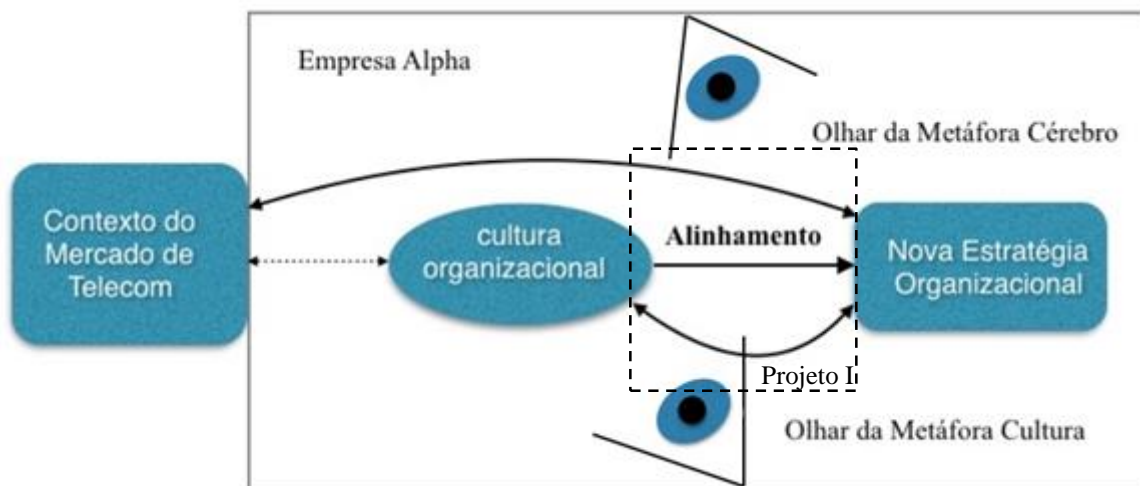 Empresa Alpha
Olhar da Metáfora Cérebro
Contexto do
Mercado de
Telecom
cultura
organizacional
Alinhamento
Nova Estratégia
Organizacional
Projeto I
Olhar da Metáfora Cultura